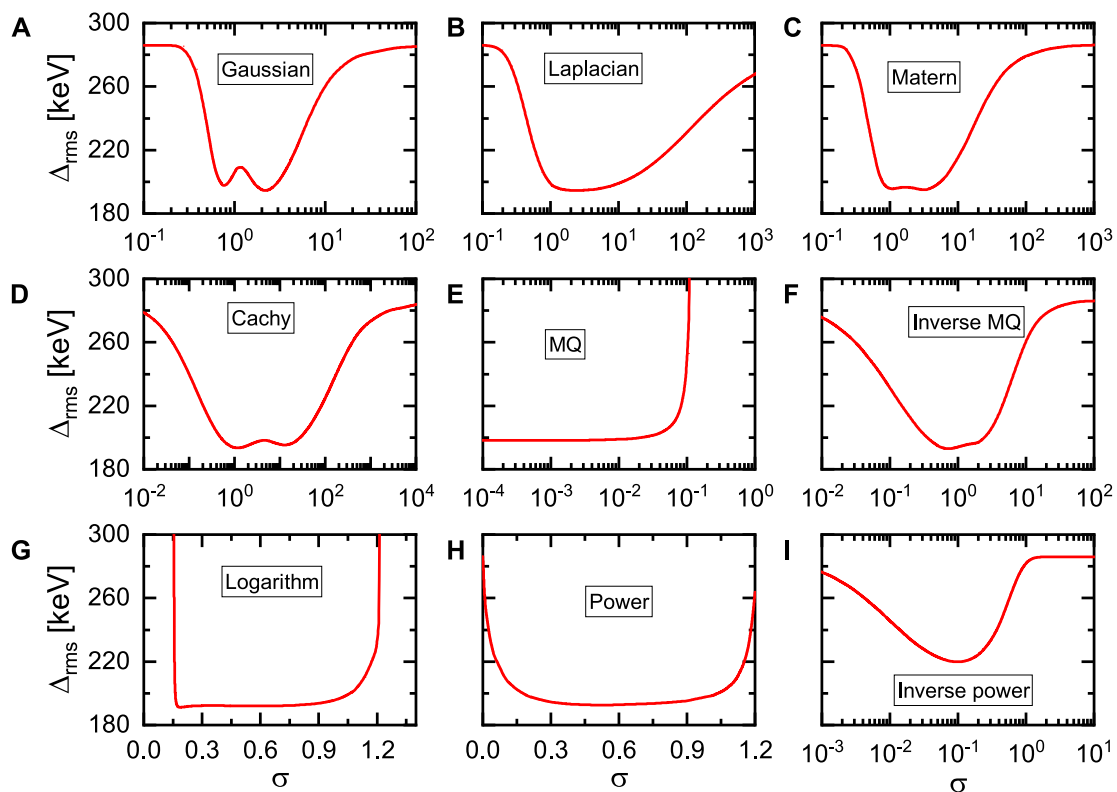 A
B
C
300
260
220
180
Δrms [keV]
Gaussian
Laplacian
Matern
10-1 100 101 102
10-1 100 101 102 103
10-3 10-2 10-1 100 101 102 103
D
E
F
300
260
220
180
Δrms [keV]
Cachy
MQ
Inverse MQ
10-2 100 102 104
10-4 10-3 10-2 10-1 100
10-2 10-1 100 101 102
G
H
I
300
260
220
180
Δrms [keV]
Logarithm
Power
Inverse power
0.0 0.3 0.6 0.9 1.2
0.0 0.3 0.6 0.9 1.2
10-3 10-2 10-1 100 101
σ
σ
σ